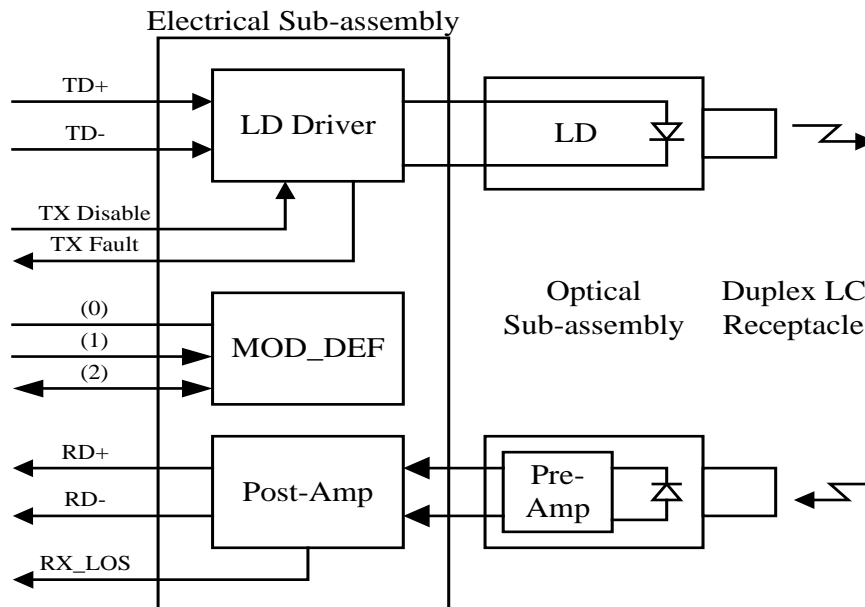 Electrical Sub-assembly
TD+
TD-
LD Driver
LD
TX Disable
TX Fault
(0)
(1)
(2)
MOD_DEF
Optical
Sub-assembly
Duplex LC
Receptacle
RD+
RD-
RX_LOS
Post-Amp
Pre-
Amp